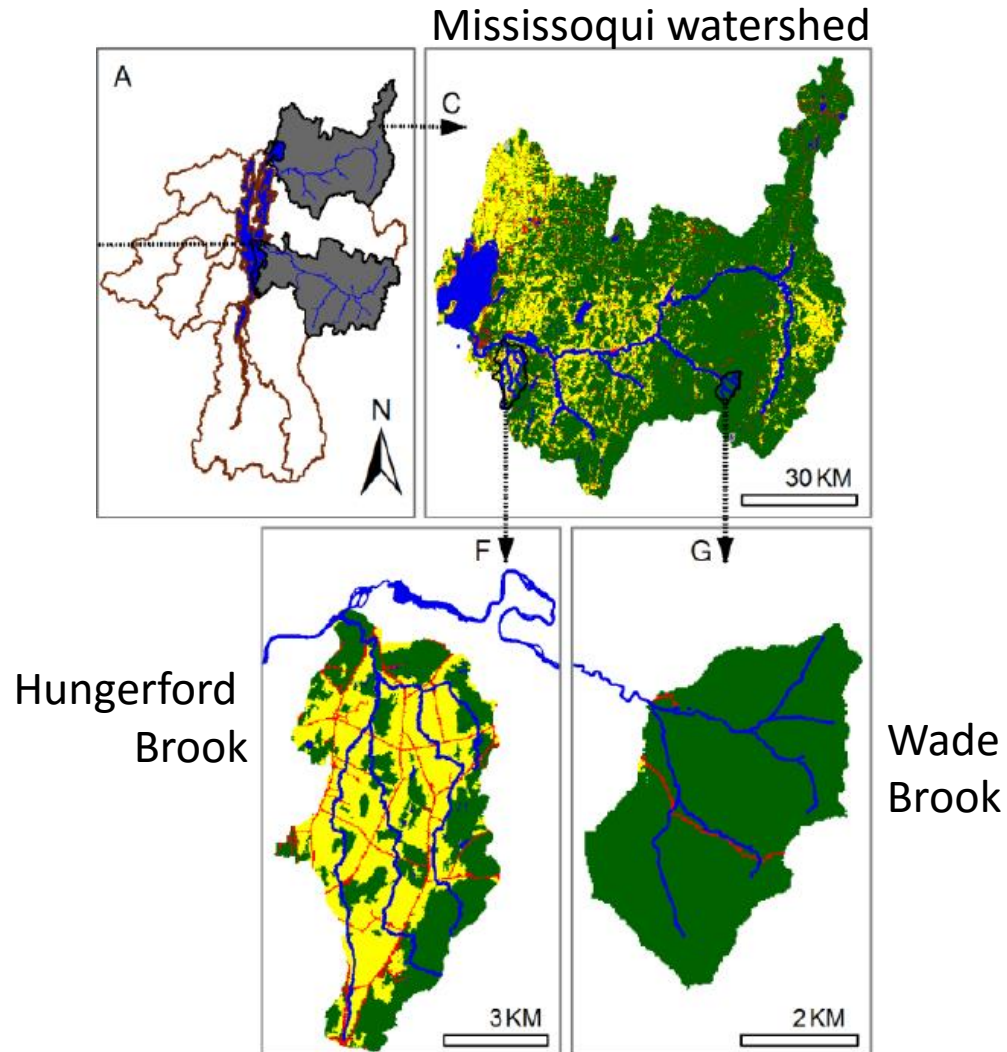 Mississoqui watershed
A
C
N
30 KM
F
G
Hungerford
Brook
Wade
Brook
3 KM
2 KM